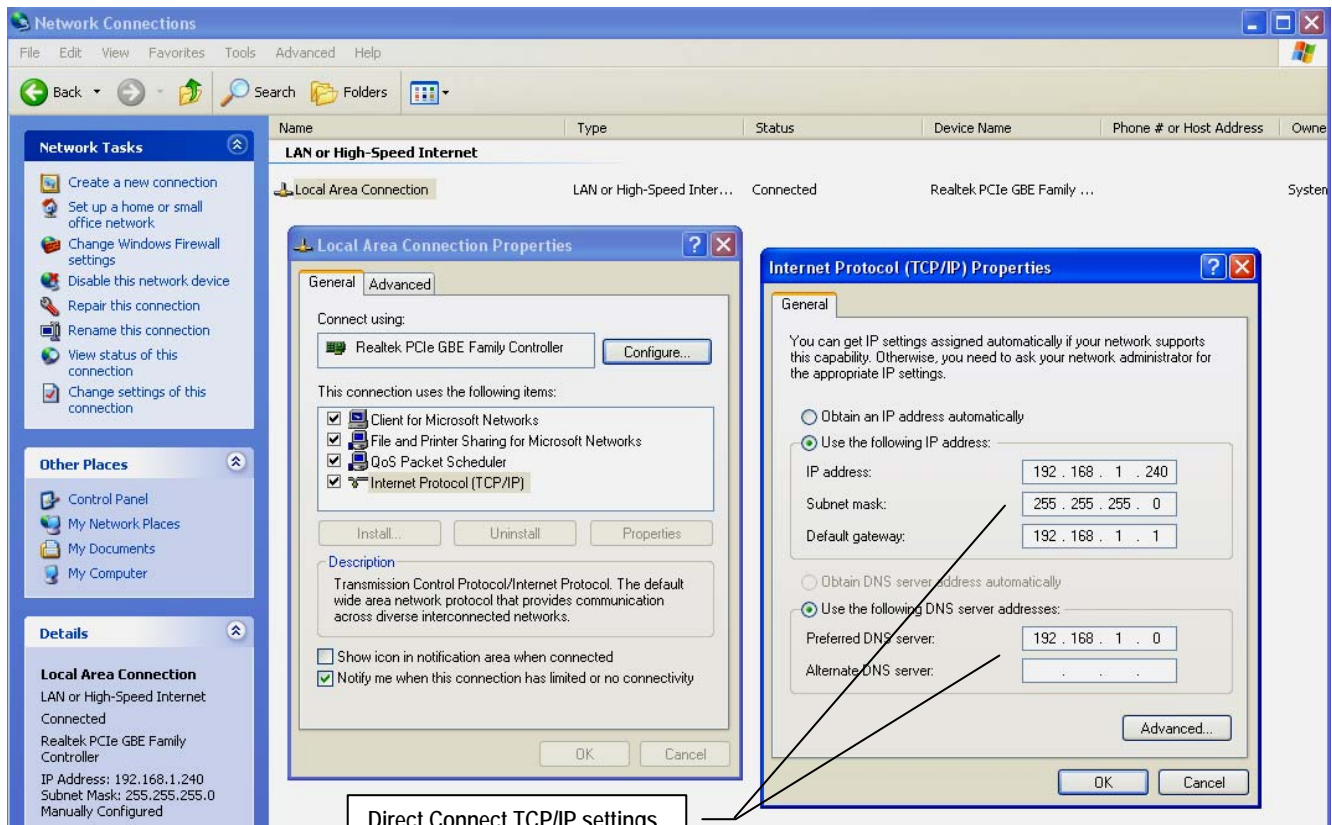 Network Connections
File Edit View Favorites Tools Advanced Help
Back Search Folders
Name Type Status Device Name Phone # or Host Address Owne
LAN or High-Speed Internet
Local Area Connection LAN or High-Speed Inter... Connected Realtek PCIe GBE Family ... System
Network Tasks
Create a new connection
Set up a home or small
office network
Change Windows Firewall
settings
Disable this network device
Repair this connection
Rename this connection
View status of this
connection
Change settings of this
connection
Other Places
Control Panel
My Network Places
My Documents
My Computer
Details
Local Area Connection
LAN or High-Speed Internet
Connected
Realtek PCIe GBE Family
Controller
IP Address: 192.168.1.240
Subnet Mask: 255.255.255.0
Manually Configured
Local Area Connection Properties
General Advanced
Connect using:
Realtek PCIe GBE Family Controller Configure...
This connection uses the following items:
Client for Microsoft Networks
File and Printer Sharing for Microsoft Networks
QoS Packet Scheduler
Internet Protocol (TCP/IP)
Install... Uninstall Properties
Description
Transmission Control Protocol/Internet Protocol. The default
wide area network protocol that provides communication
across diverse interconnected networks.
Show icon in notification area when connected
Notify me when this connection has limited or no connectivity
OK Cancel
Internet Protocol (TCP/IP) Properties
General
You can get IP settings assigned automatically if your network supports
this capability. Otherwise, you need to ask your network administrator for
the appropriate IP settings.
Obtain an IP address automatically
Use the following IP address:
IP address: 192 . 168 . 1 . 240
Subnet mask: 255 . 255 . 255 . 0
Default gateway: 192 . 168 . 1 . 1
Obtain DNS server address automatically
Use the following DNS server addresses:
Preferred DNS server: 192 . 168 . 1 . 0
Alternate DNS server: . . .
Advanced...
OK Cancel
Direct Connect TCP/IP settings